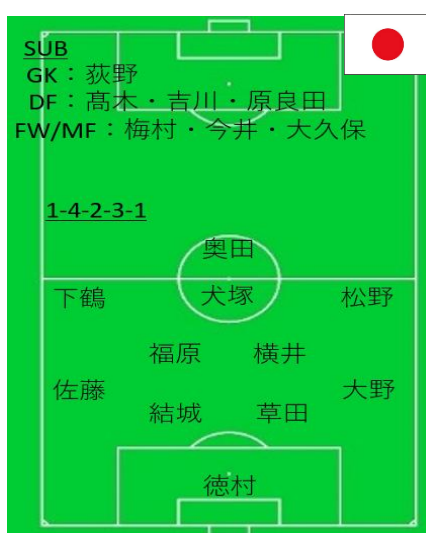 SUB
GK：荻野
DF：髙木・吉川・原良田
FW/MF：梅村・今井・大久保
1-4-2-3-1
奥田
下鶴 犬塚 松野
福原 横井
佐藤 大野
結城 草田
徳村